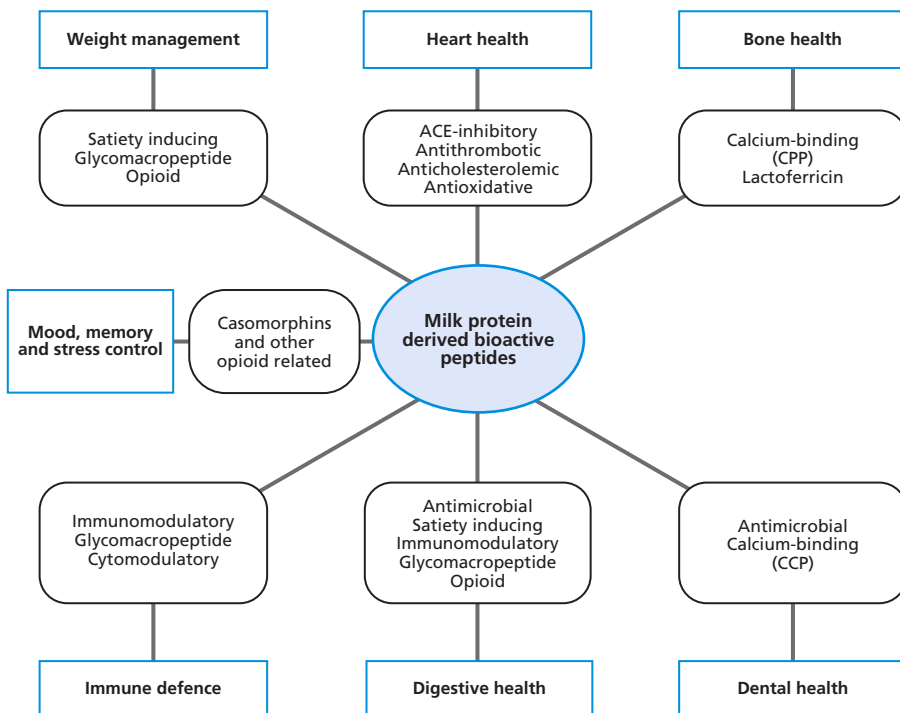 Weight management
Heart health
Bone health
Satiety inducing
Glycomacropeptide
Opioid
ACE-inhibitory
Antithrombotic
Anticholesterolemic
Antioxidative
Calcium-binding
(CPP)
Lactoferricin
Mood, memory
and stress control
Casomorphins
and other
opioid related
Milk protein
derived bioactive
peptides
Immunomodulatory
Glycomacropeptide
Cytomodulatory
Antimicrobial
Satiety inducing
Immunomodulatory
Glycomacropeptide
Opioid
Antimicrobial
Calcium-binding
(CCP)
Immune defence
Digestive health
Dental health